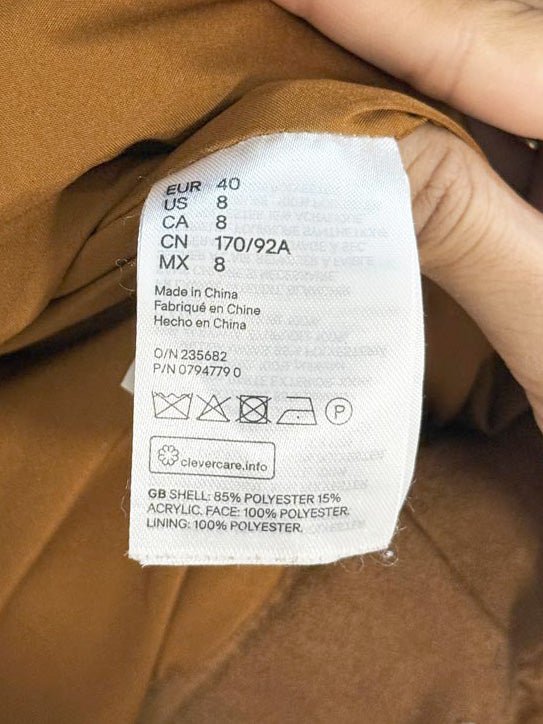 EUR 40
US 8
CA 8
CN 170/92A
MX 8
Made in China
Fabriqué en Chine
Hecho en China
O/N 235682
P/N 0794779 0
P
clevercare.info
GB SHELL: 85% POLYESTER 15%
ACRYLIC. FACE: 100% POLYESTER.
LINING: 100% POLYESTER.